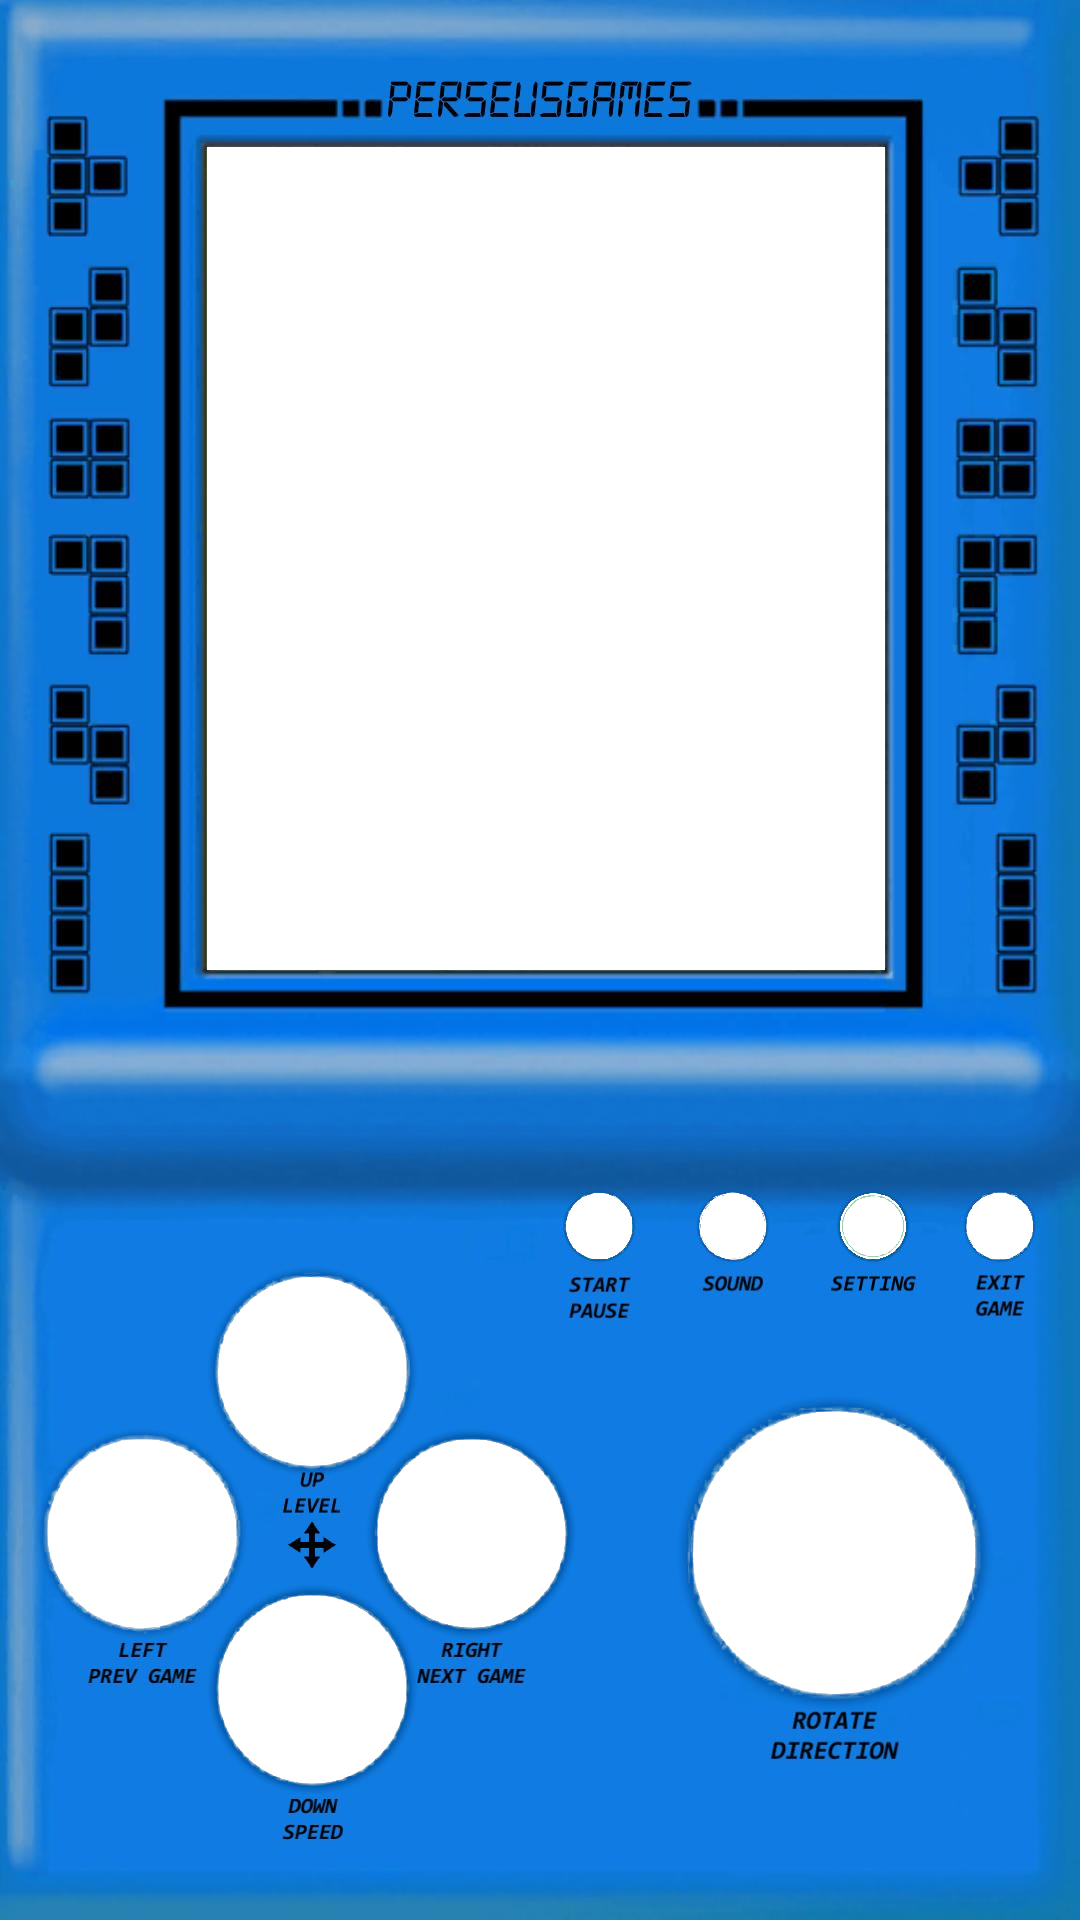 PERSEUSGAMES
START
PAUSE
SOUND
SETTING
EXIT
GAME
UP
LEVEL
LEFT
PREV GAME
RIGHT
NEXT GAME
DOWN
SPEED
ROTATE
DIRECTION